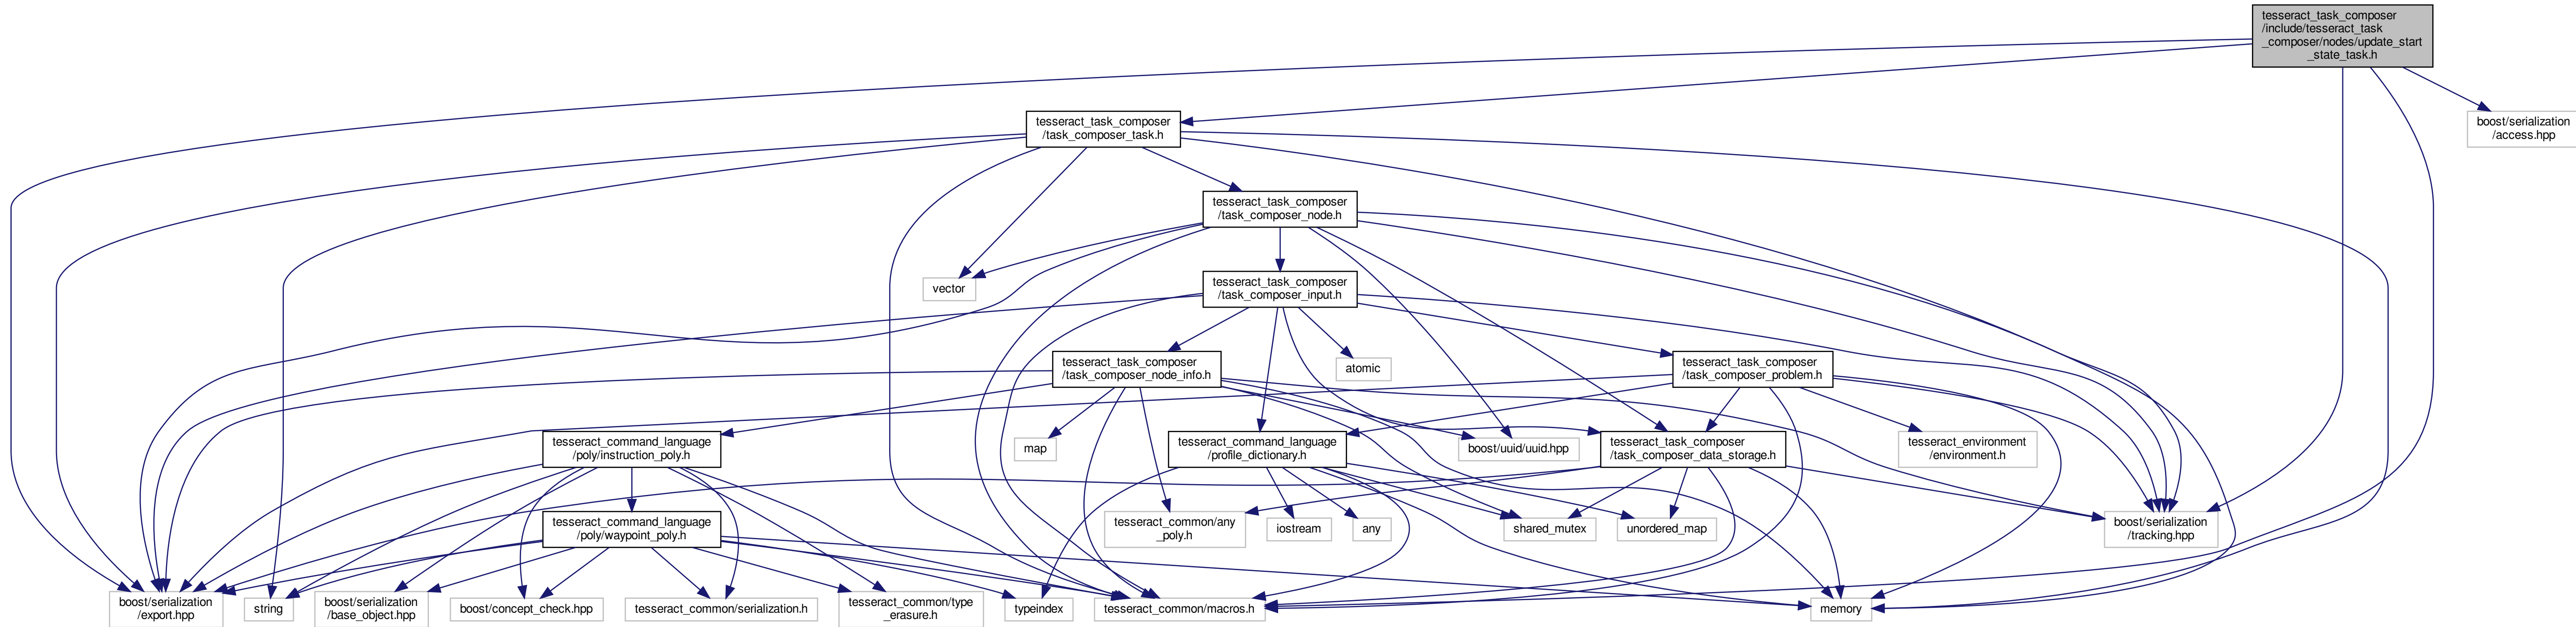 tesseract_task_composer
/include/tesseract_task
_composer/nodes/update_start
_state_task.h
tesseract_task_composer
/task_composer_task.h
boost/serialization
/access.hpp
tesseract_task_composer
/task_composer_node.h
vector
tesseract_task_composer
/task_composer_input.h
tesseract_task_composer
/task_composer_node_info.h
atomic
tesseract_task_composer
/task_composer_problem.h
tesseract_command_language
/poly/instruction_poly.h
map
tesseract_command_language
/profile_dictionary.h
boost/uuid/uuid.hpp
tesseract_task_composer
/task_composer_data_storage.h
tesseract_environment
/environment.h
tesseract_command_language
/poly/waypoint_poly.h
tesseract_common/any
_poly.h
iostream
any
shared_mutex
unordered_map
boost/serialization
/tracking.hpp
boost/serialization
/export.hpp
string
boost/serialization
/base_object.hpp
boost/concept_check.hpp
tesseract_common/serialization.h
tesseract_common/type
_erasure.h
typeindex
tesseract_common/macros.h
memory